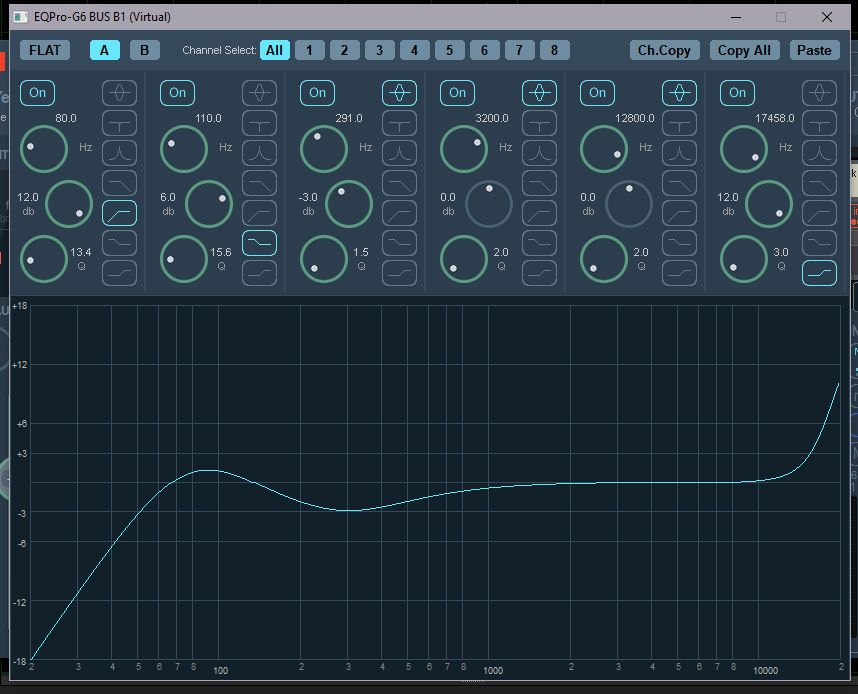 EQPro-G6 BUS B1 (Virtual)
FLAT A B Channel Select: All 1 2 3 4 5 6 7 8 Ch.Copy Copy All Paste
On On On On On On
80.0 110.0 291.0 3200.0 12800.0 17458.0
Hz Hz Hz Hz Hz Hz
12.0 6.0 -3.0 0.0 0.0 12.0
db db db db db db
13.4 15.6 1.5 2.0 2.0 3.0
Q Q Q Q Q Q
+18
+12
+6
+3
-3
-6
-12
-18
2 3 4 5 6 7 8 100 2 3 4 5 6 7 8 1000 2 3 4 5 6 7 8 10000 2